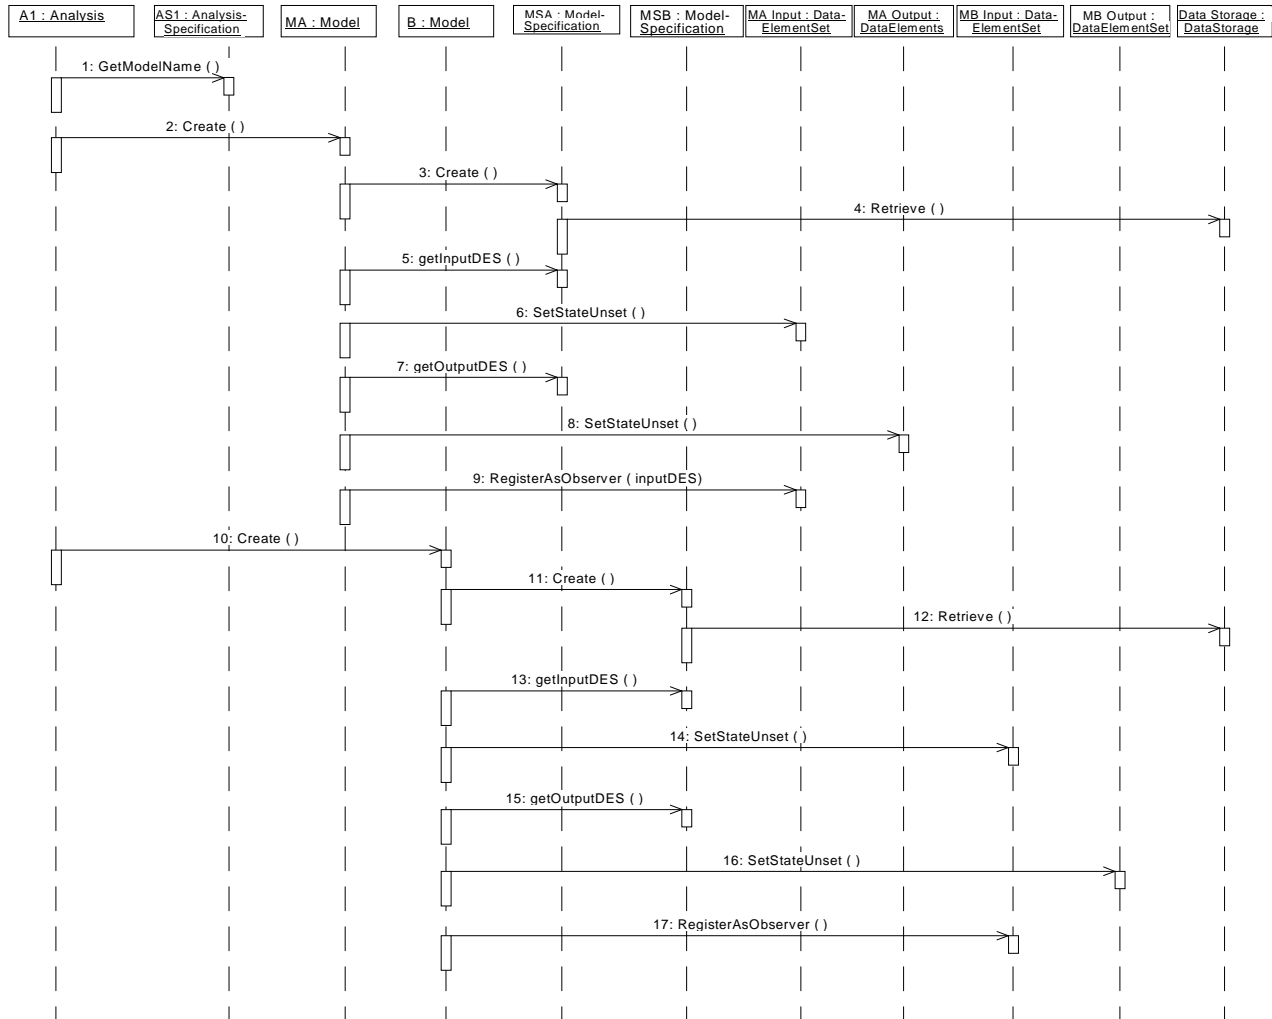 A1 : Analysis
AS1 : Analysis-
Specification
MA : Model
B : Model
MSA : Model-
Specification
MSB : Model-
Specification
MA Input : Data-
ElementSet
MA Output :
DataElements
MB Input : Data-
ElementSet
MB Output :
DataElementSet
Data Storage :
DataStorage
1: GetModelName ( )
2: Create ( )
3: Create ( )
4: Retrieve ( )
5: getInputDES ( )
6: SetStateUnset ( )
7: getOutputDES ( )
8: SetStateUnset ( )
9: RegisterAsObserver ( inputDES)
10: Create ( )
11: Create ( )
12: Retrieve ( )
13: getInputDES ( )
14: SetStateUnset ( )
15: getOutputDES ( )
16: SetStateUnset ( )
17: RegisterAsObserver ( )